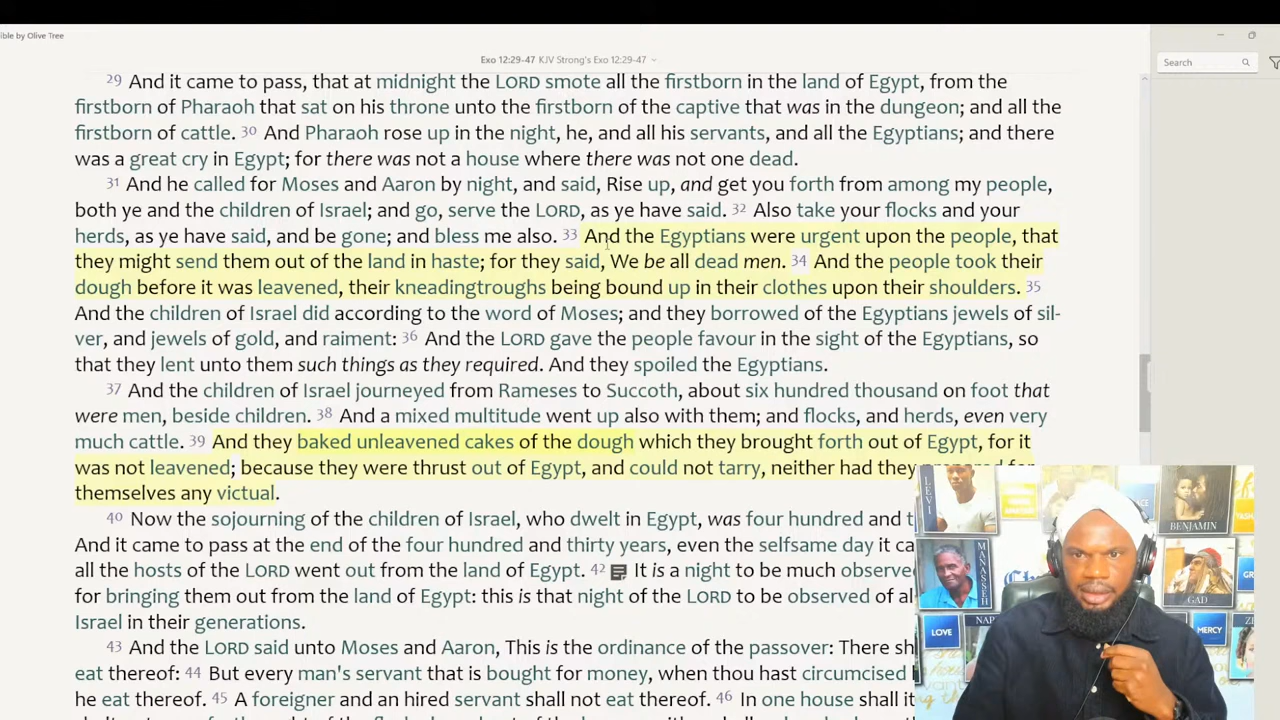 ible by Olive Tree
Exo 12:29-47 KJV Strong's Exo 12:29-47
Search
29 And it came to pass, that at midnight the LORD smote all the firstborn in the land of Egypt, from the
firstborn of Pharaoh that sat on his throne unto the firstborn of the captive that was in the dungeon; and all the
firstborn of cattle. 30 And Pharaoh rose up in the night, he, and all his servants, and all the Egyptians; and there
was a great cry in Egypt; for there was not a house where there was not one dead.
31 And he called for Moses and Aaron by night, and said, Rise up, and get you forth from among my people,
both ye and the children of Israel; and go, serve the LORD, as ye have said. 32 Also take your flocks and your
herds, as ye have said, and be gone; and bless me also. 33 And the Egyptians were urgent upon the people, that
they might send them out of the land in haste; for they said, We be all dead men. 34 And the people took their
dough before it was leavened, their kneadingtroughs being bound up in their clothes upon their shoulders. 35
And the children of Israel did according to the word of Moses; and they borrowed of the Egyptians jewels of sil-
ver, and jewels of gold, and raiment: 36 And the LORD gave the people favour in the sight of the Egyptians, so
that they lent unto them such things as they required. And they spoiled the Egyptians.
37 And the children of Israel journeyed from Rameses to Succoth, about six hundred thousand on foot that
were men, beside children. 38 And a mixed multitude went up also with them; and flocks, and herds, even very
much cattle. 39 And they baked unleavened cakes of the dough which they brought forth out of Egypt, for it
was not leavened; because they were thrust out of Egypt, and could not tarry, neither had they
themselves any victual.
40 Now the sojourning of the children of Israel, who dwelt in Egypt, was four hundred and t
And it came to pass at the end of the four hundred and thirty years, even the selfsame day it ca
all the hosts of the LORD went out from the land of Egypt. 42 It is a night to be much observed
for bringing them out from the land of Egypt: this is that night of the LORD to be observed of al
Israel in their generations.
43 And the LORD said unto Moses and Aaron, This is the ordinance of the passover: There sh
eat thereof: 44 But every man's servant that is bought for money, when thou hast circumcised
he eat thereof. 45 A foreigner and an hired servant shall not eat thereof. 46 In one house shall it
LEVI
BENJAMIN
MANASSEH
GAD
LOVE
NAP
MERCY